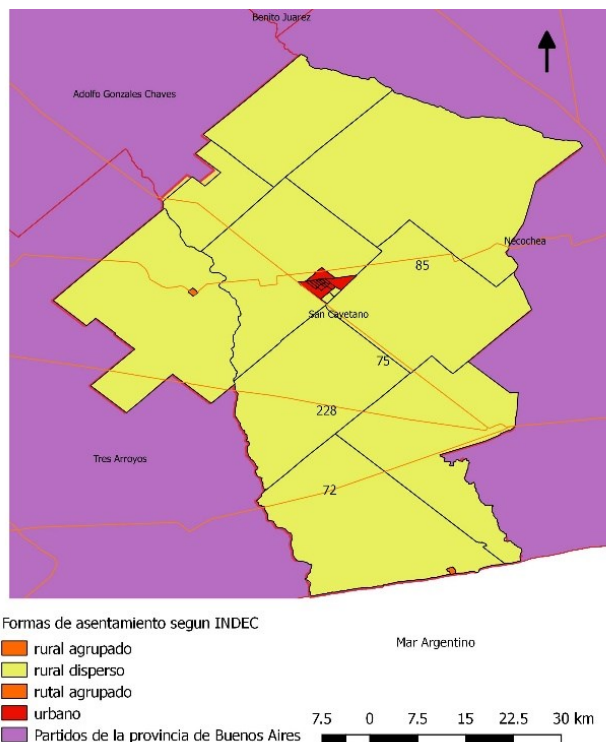 Benito Juarez
Adolfo Gonzales Chaves
Necochea
85
San Cayetano
75
228
Tres Arroyos
72
Mar Argentino
Formas de asentamiento segun INDEC
rural agrupado
rural disperso
rutal agrupado
urbano
Partidos de la provincia de Buenos Aires
7.5 0 7.5 15 22.5 30 km